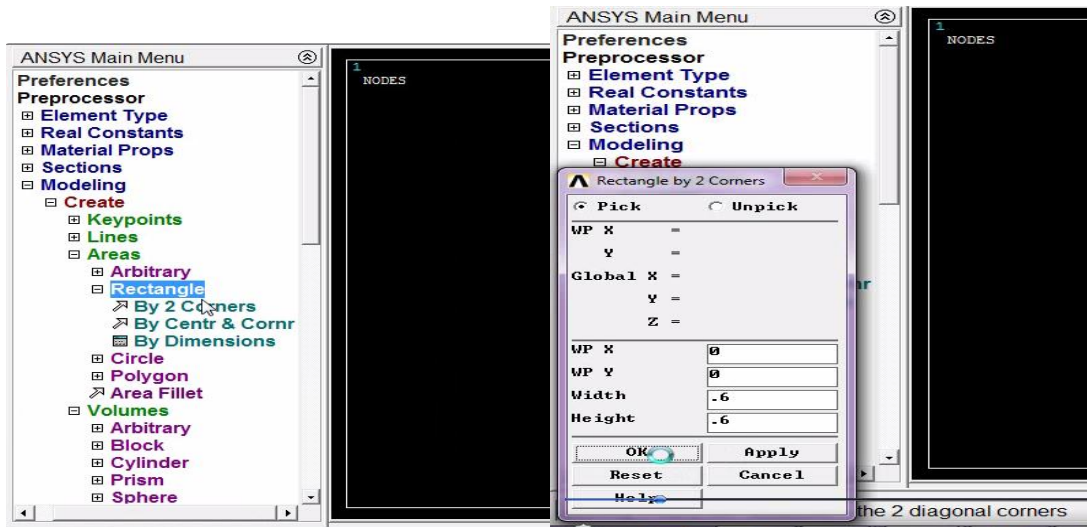 ANSYS Main Menu
Preferences
Preprocessor
Element Type
Real Constants
Material Props
Sections
Modeling
Create
Keypoints
Lines
Areas
Arbitrary
Rectangle
By 2 Corners
By Centr & Cornr
By Dimensions
Circle
Polygon
Area Fillet
Volumes
Arbitrary
Block
Cylinder
Prism
Sphere
1
NODES
ANSYS Main Menu
Preferences
Preprocessor
Element Type
Real Constants
Material Props
Sections
Modeling
Create
Rectangle by 2 Corners
Pick Unpick
WP X =
Y =
Global X =
Y =
Z =
WP X 0
WP Y 0
Width .6
Height .6
OK Apply
Reset Cancel
Help
nr
1
NODES
the 2 diagonal corners